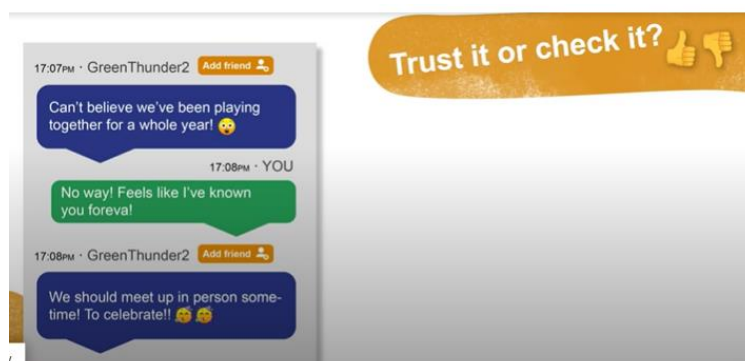 Trust it or check it?
17:07PM · GreenThunder2 Add friend
Can't believe we've been playing
together for a whole year! 😲
17:08PM · YOU
No way! Feels like I've known
you foreva!
17:08PM · GreenThunder2 Add friend
We should meet up in person some-
time! To celebrate!! 🥳 🥳